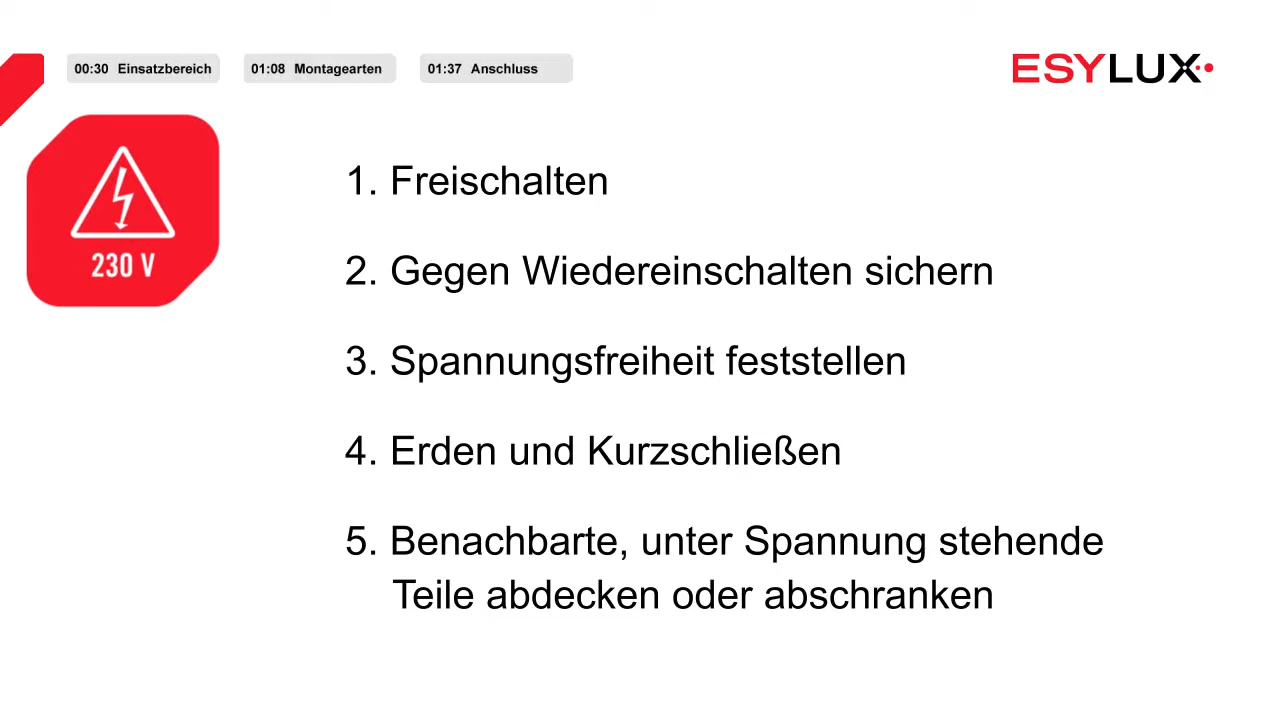 00:30 Einsatzbereich
01:08 Montagearten
01:37 Anschluss
ESYLUX
230 V
1. Freischalten
2. Gegen Wiedereinschalten sichern
3. Spannungsfreiheit feststellen
4. Erden und Kurzschließen
5. Benachbarte, unter Spannung stehende
Teile abdecken oder abschranken